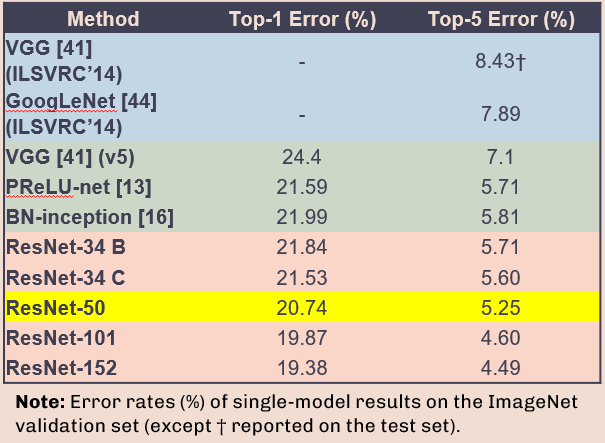 Method Top-1 Error (%) Top-5 Error (%)
VGG [41]
(ILSVRC’14) - 8.43†
GoogLeNet [44]
(ILSVRC’14) - 7.89
VGG [41] (v5) 24.4 7.1
PReLU-net [13] 21.59 5.71
BN-inception [16] 21.99 5.81
ResNet-34 B 21.84 5.71
ResNet-34 C 21.53 5.60
ResNet-50 20.74 5.25
ResNet-101 19.87 4.60
ResNet-152 19.38 4.49
Note: Error rates (%) of single-model results on the ImageNet
validation set (except † reported on the test set).